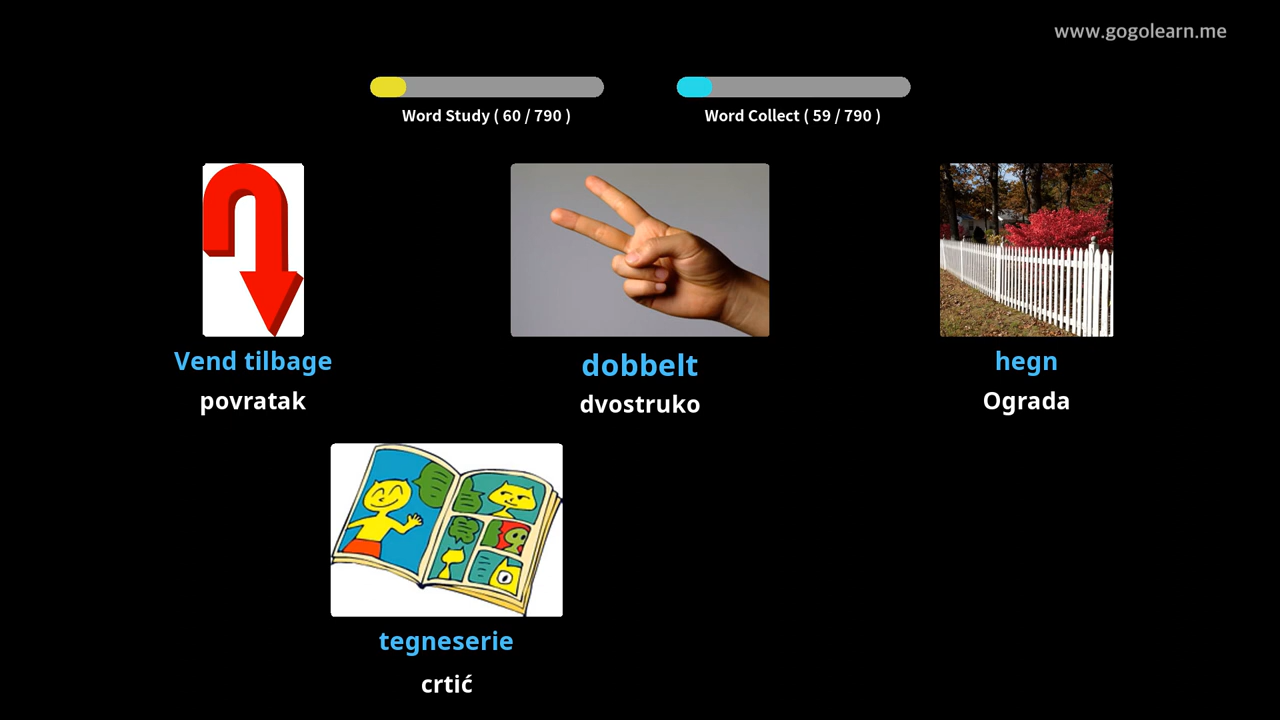 www.gogolearn.me
Word Study ( 60 / 790 )
Word Collect ( 59 / 790 )
Vend tilbage
dobbelt
hegn
povratak
dvostruko
Ograda
tegneserie
crtić